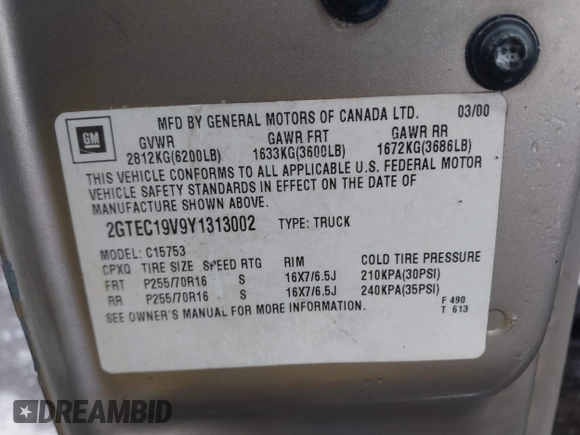 MFD BY GENERAL MOTORS OF CANADA LTD. 03/00
GM
GVWR GAWR FRT GAWR RR
2812KG(6200LB) 1633KG(3600LB) 1672KG(3686LB)
THIS VEHICLE CONFORMS TO ALL APPLICABLE U.S. FEDERAL MOTOR
VEHICLE SAFETY STANDARDS IN EFFECT ON THE DATE OF
MANUFACTURE SHOWN ABOVE.
2GTEC19V9Y1313002 TYPE: TRUCK
MODEL: C15753
CPXQ TIRE SIZE SPEED RTG RIM COLD TIRE PRESSURE
FRT P255/70R16 S 16X7/6.5J 210KPA(30PSI)
RR P255/70R16 S 16X7/6.5J 240KPA(35PSI)
SEE OWNER'S MANUAL FOR MORE INFORMATION.
F 490
T 613
DREAMBID